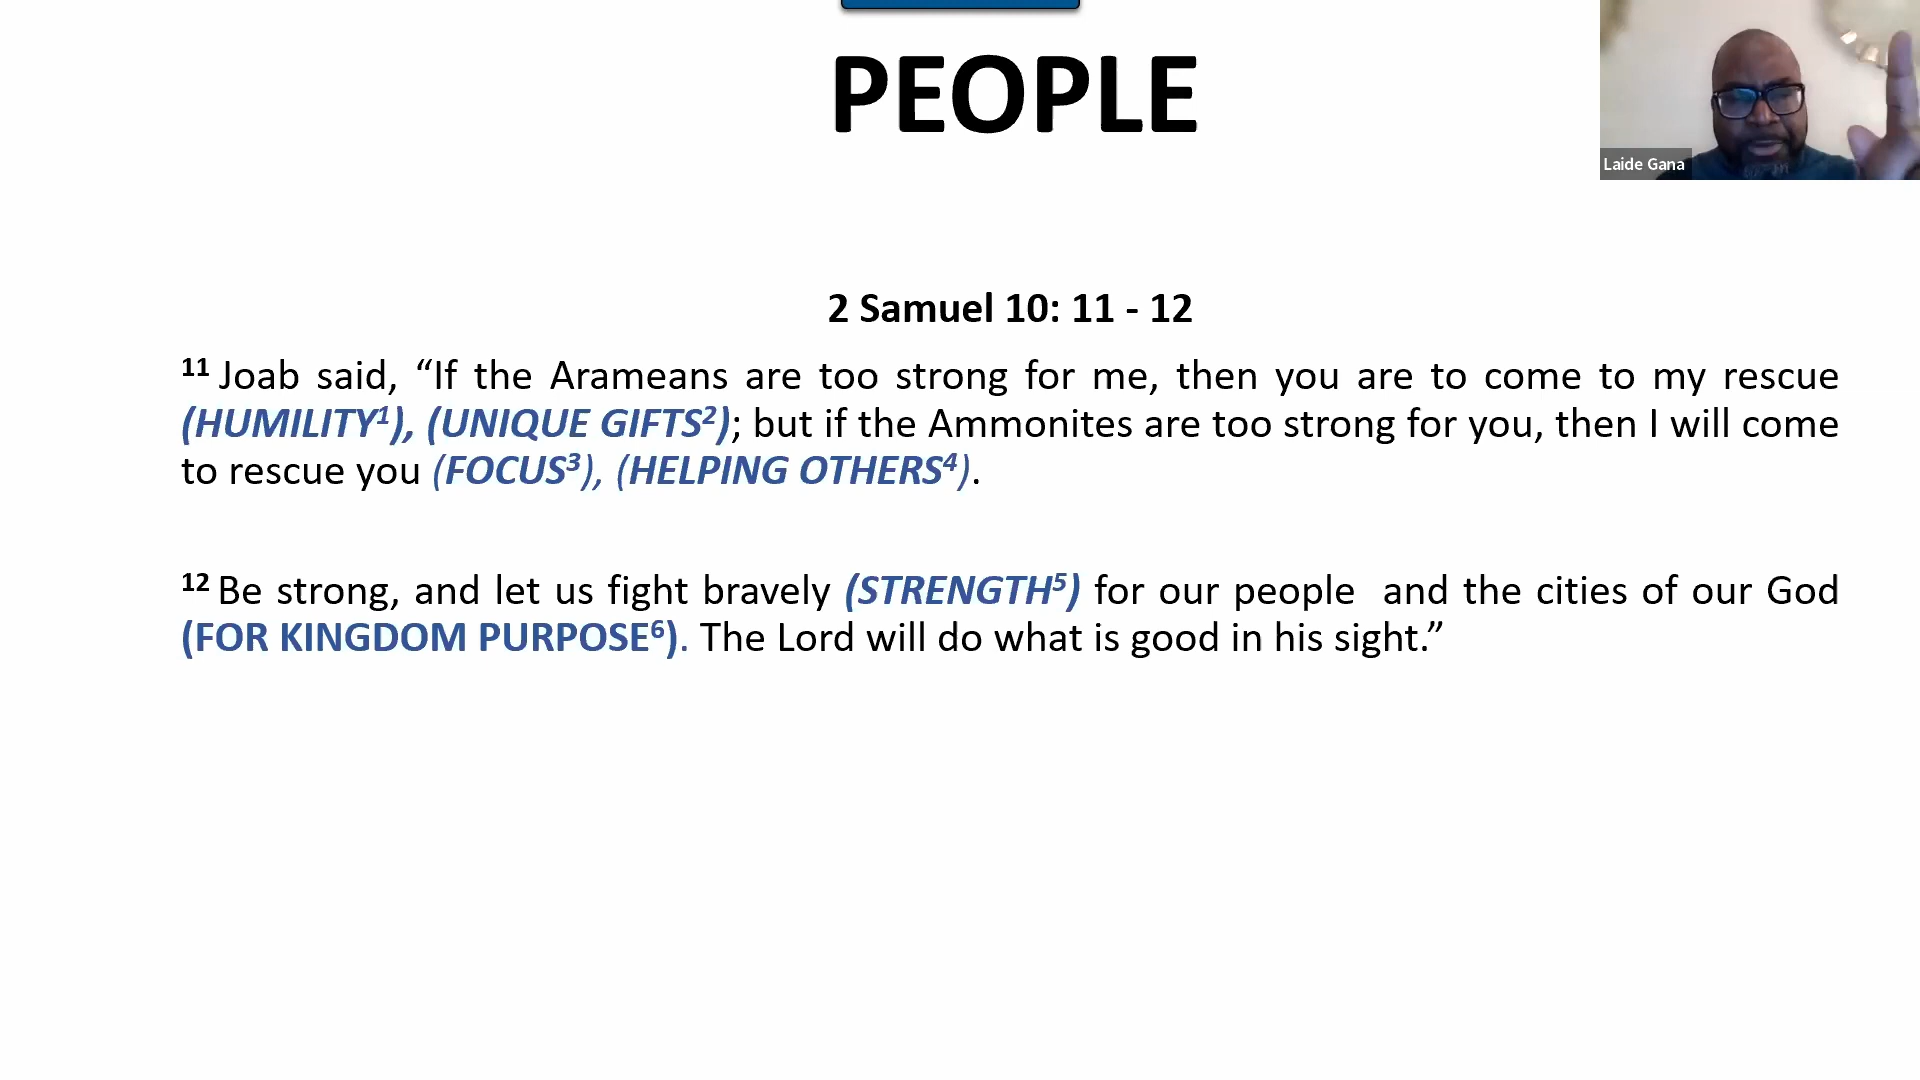 PEOPLE
Laide Gana
2 Samuel 10: 11 - 12
¹¹ Joab said, “If the Arameans are too strong for me, then you are to come to my rescue
(HUMILITY¹), (UNIQUE GIFTS²); but if the Ammonites are too strong for you, then I will come
to rescue you (FOCUS³), (HELPING OTHERS⁴).
¹² Be strong, and let us fight bravely (STRENGTH⁵) for our people and the cities of our God
(FOR KINGDOM PURPOSE⁶). The Lord will do what is good in his sight.”